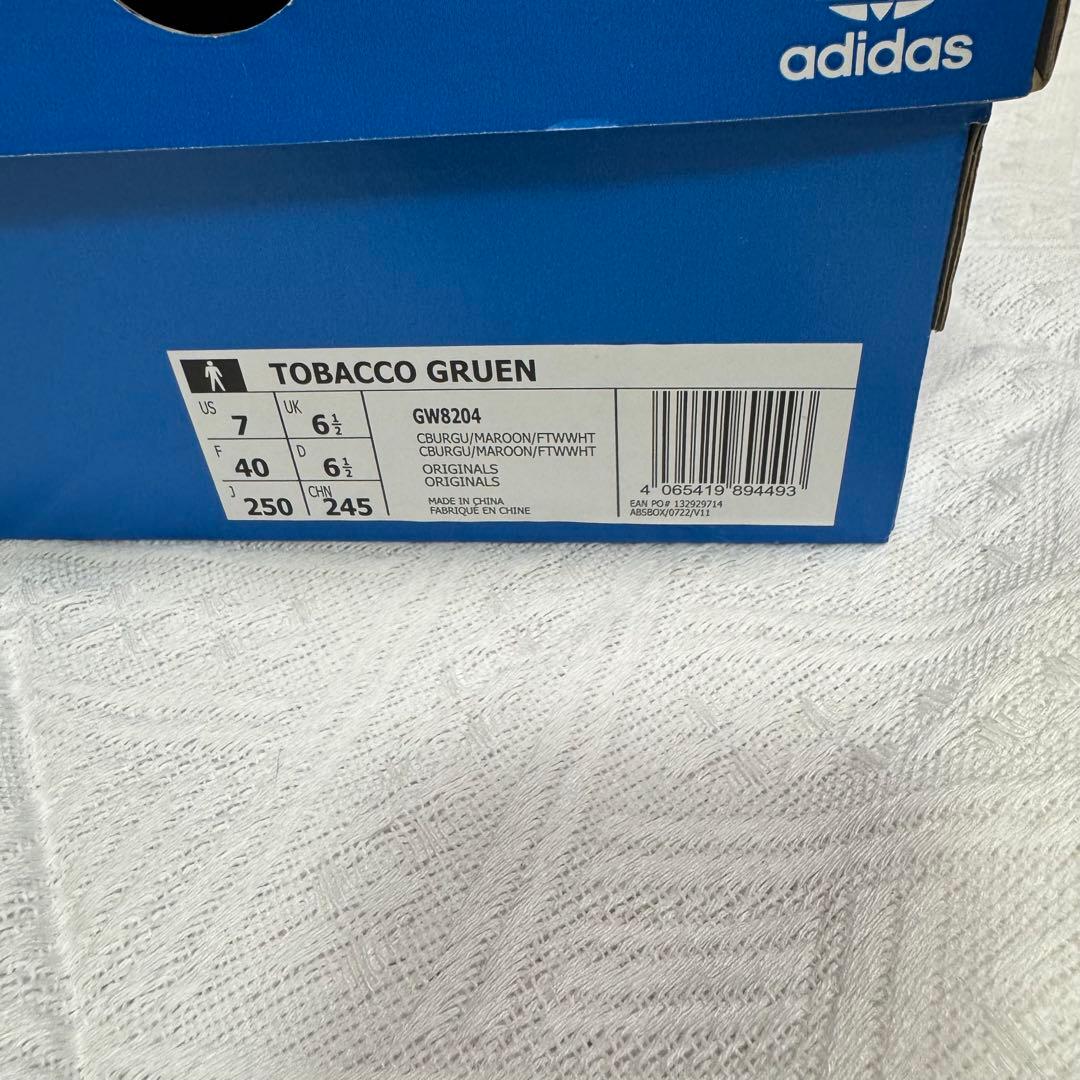 adidas
TOBACCO GRUEN
US 7 UK 6½
F 40 D 6½
J 250 CHN 245
GW8204
CBURGU/MAROON/FTWWHT
CBURGU/MAROON/FTWWHT
ORIGINALS
ORIGINALS
MADE IN CHINA
FABRIQUÉ EN CHINE
4 065419 894493
EAN PO# 132929714
ABSBOX/0722/V11